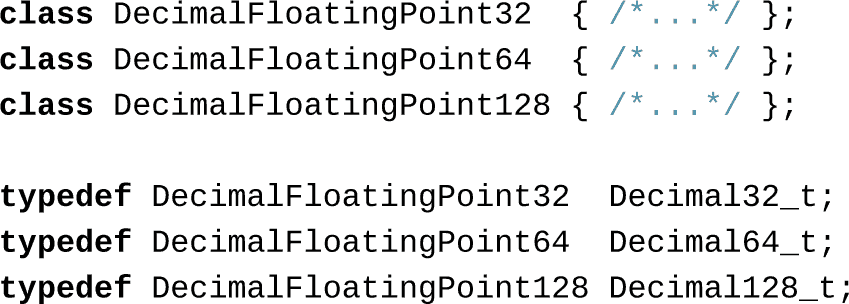 class DecimalFloatingPoint32  { /*...*/ };
class DecimalFloatingPoint64  { /*...*/ };
class DecimalFloatingPoint128 { /*...*/ };
typedef DecimalFloatingPoint32  Decimal32_t;
typedef DecimalFloatingPoint64  Decimal64_t;
typedef DecimalFloatingPoint128 Decimal128_t;